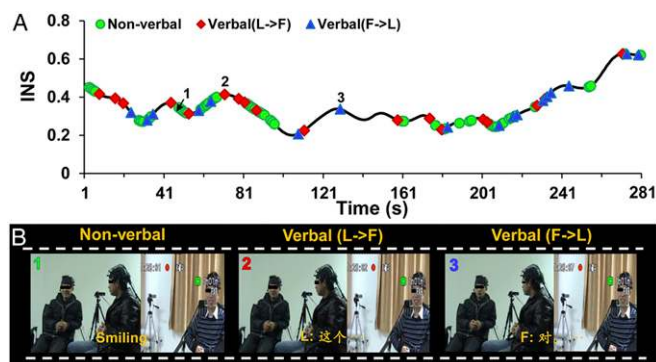 A
Non-verbal
Verbal(L->F)
Verbal(F->L)
INS
0.8
0.6
0.4
0.2
0
1
2
3
1
41
81
121
161
201
241
281
Time (s)
B
Non-verbal
Verbal (L->F)
Verbal (F->L)
1
2
3
Smiling
L: 这个
F: 对